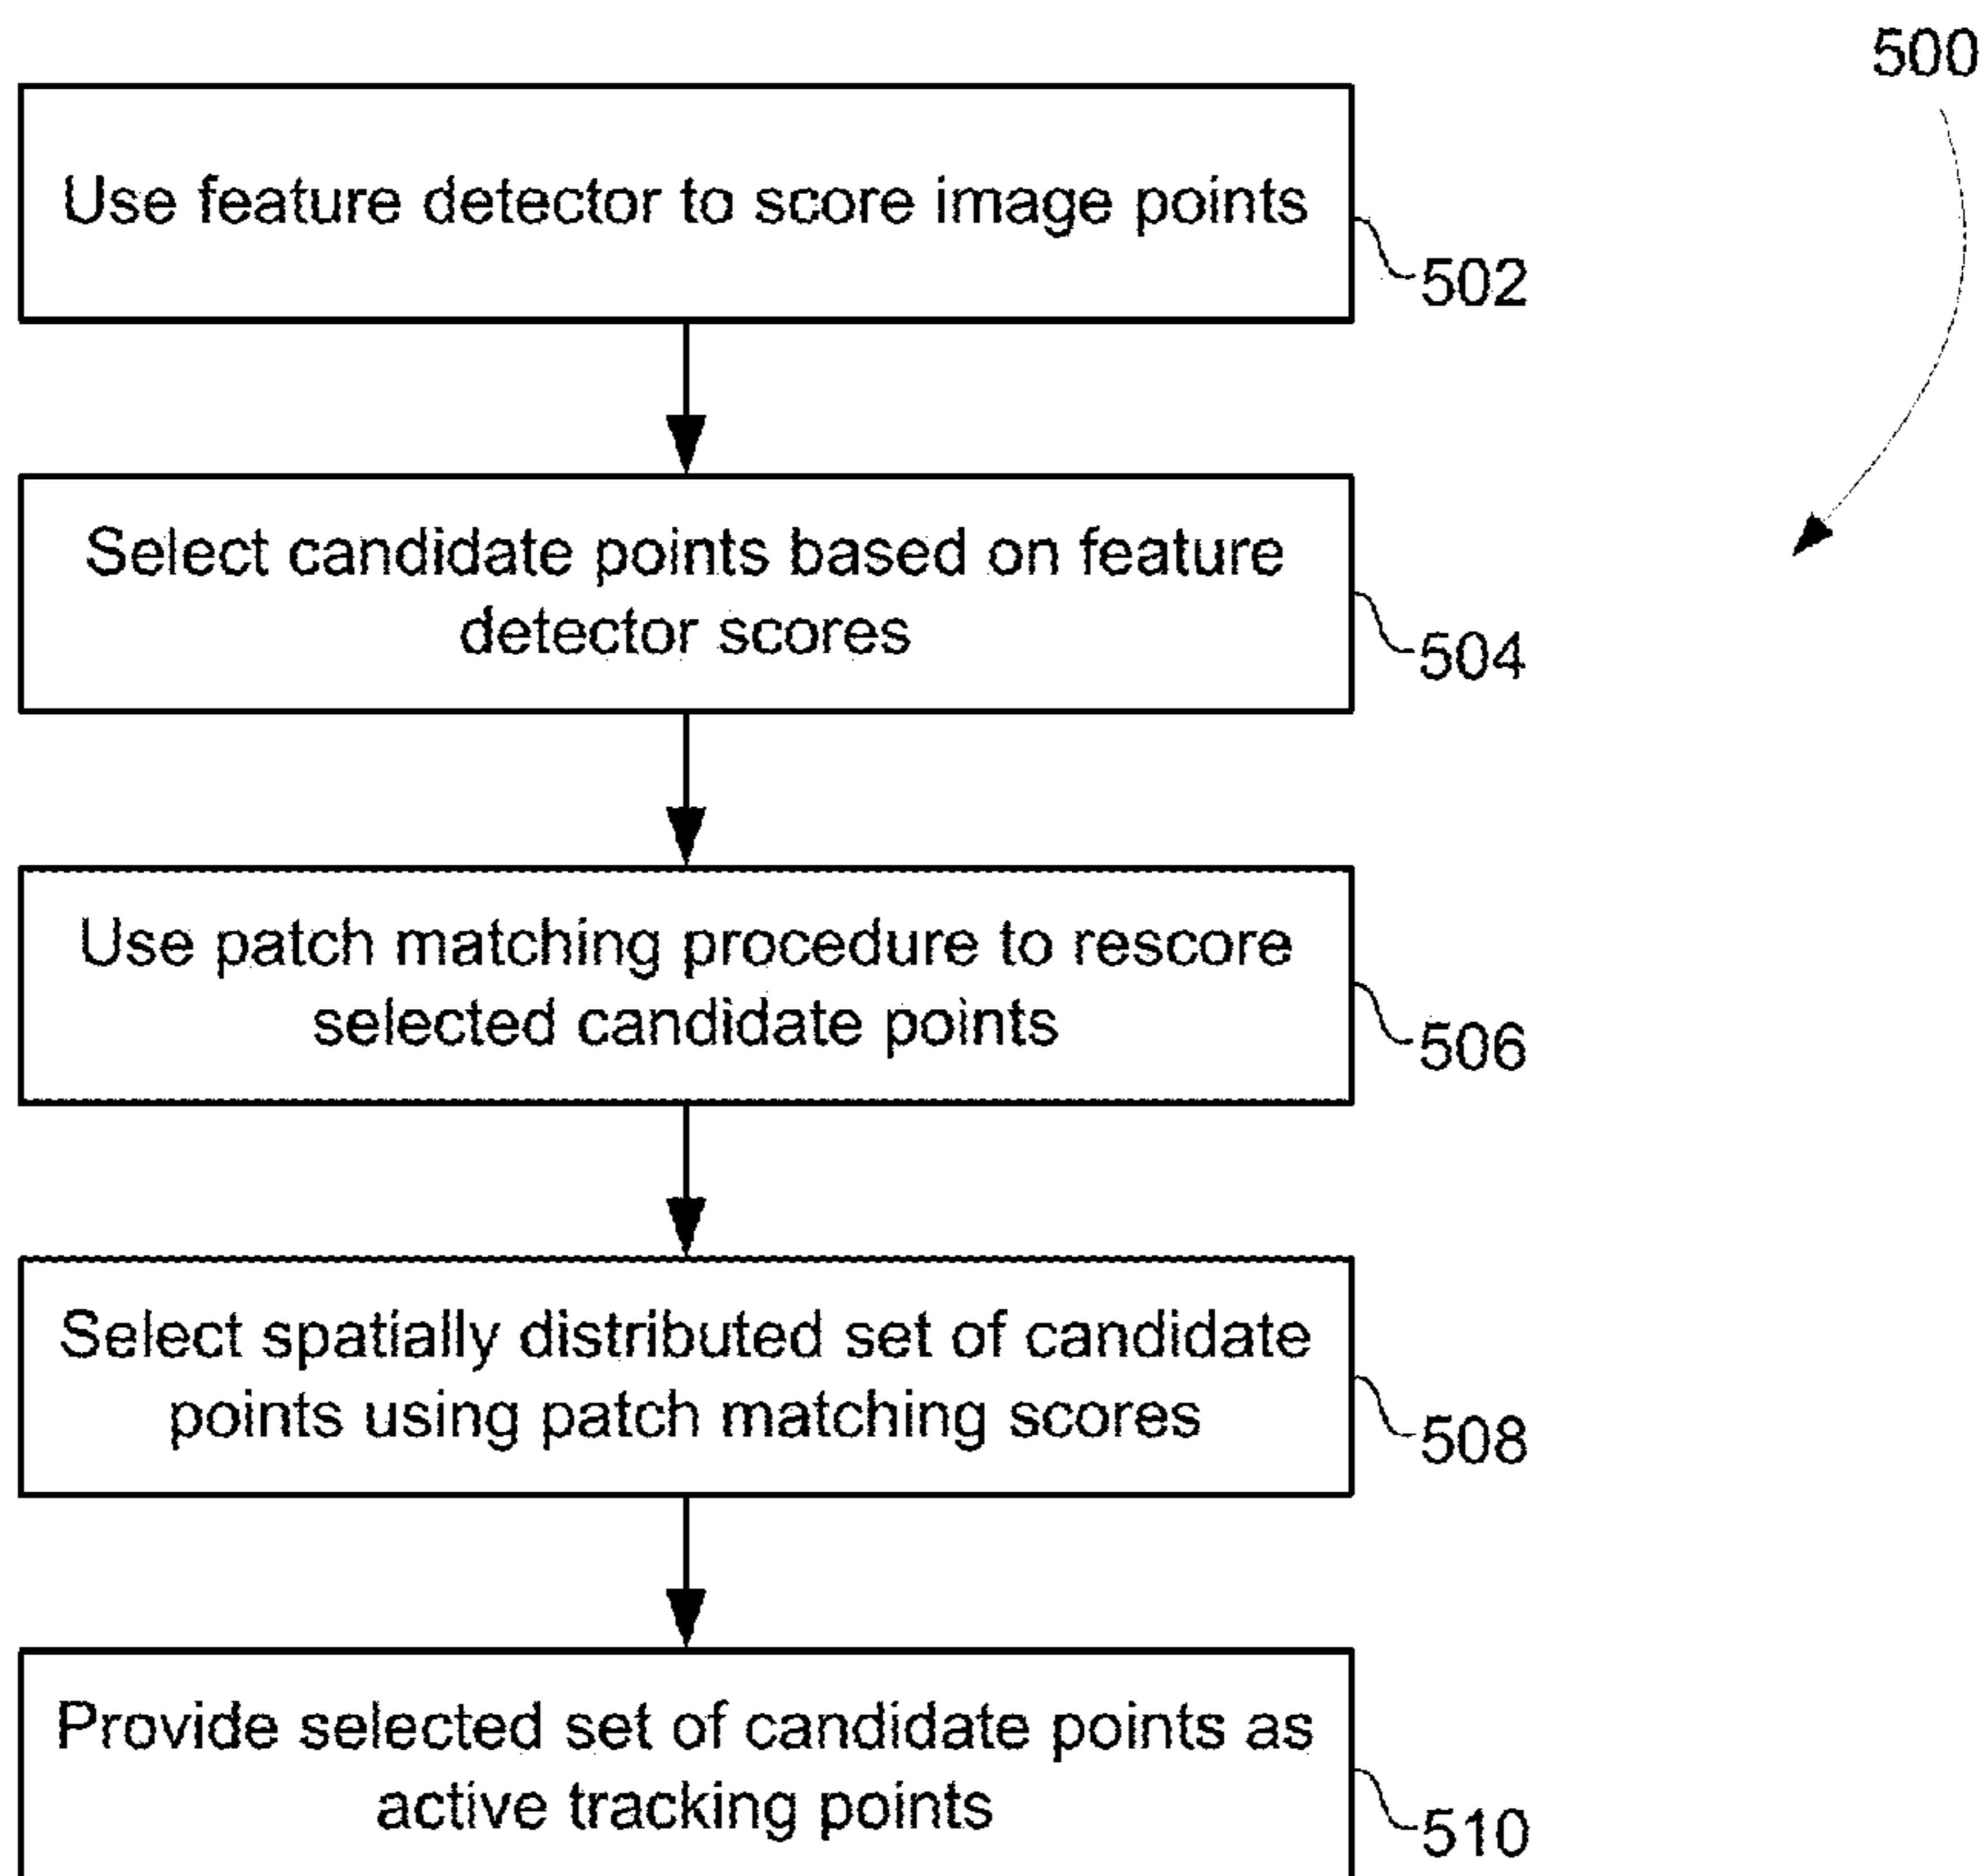 500
Use feature detector to score image points
502
Select candidate points based on feature
detector scores
504
Use patch matching procedure to rescore
selected candidate points
506
Select spatially distributed set of candidate
points using patch matching scores
508
Provide selected set of candidate points as
active tracking points
510